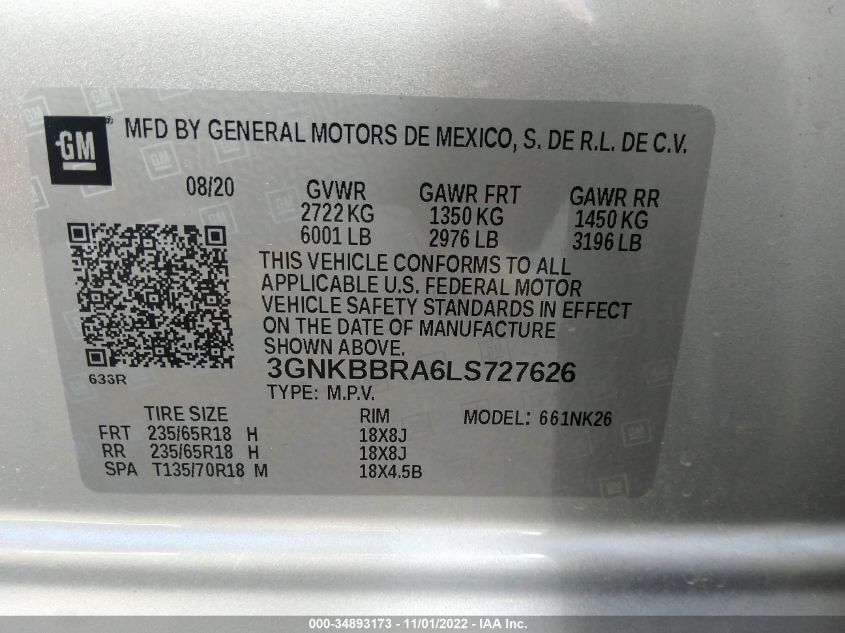 GM MFD BY GENERAL MOTORS DE MEXICO, S. DE R.L. DE C.V.
08/20 GVWR GAWR FRT GAWR RR
2722 KG 1350 KG 1450 KG
6001 LB 2976 LB 3196 LB
THIS VEHICLE CONFORMS TO ALL
APPLICABLE U.S. FEDERAL MOTOR
VEHICLE SAFETY STANDARDS IN EFFECT
ON THE DATE OF MANUFACTURE
SHOWN ABOVE.
3GNKBBRA6LS727626
633R
TYPE: M.P.V.
TIRE SIZE RIM MODEL: 661NK26
FRT 235/65R18 H 18X8J
RR 235/65R18 H 18X8J
SPA T135/70R18 M 18X4.5B
000-34893173 - 11/01/2022 - IAA Inc.